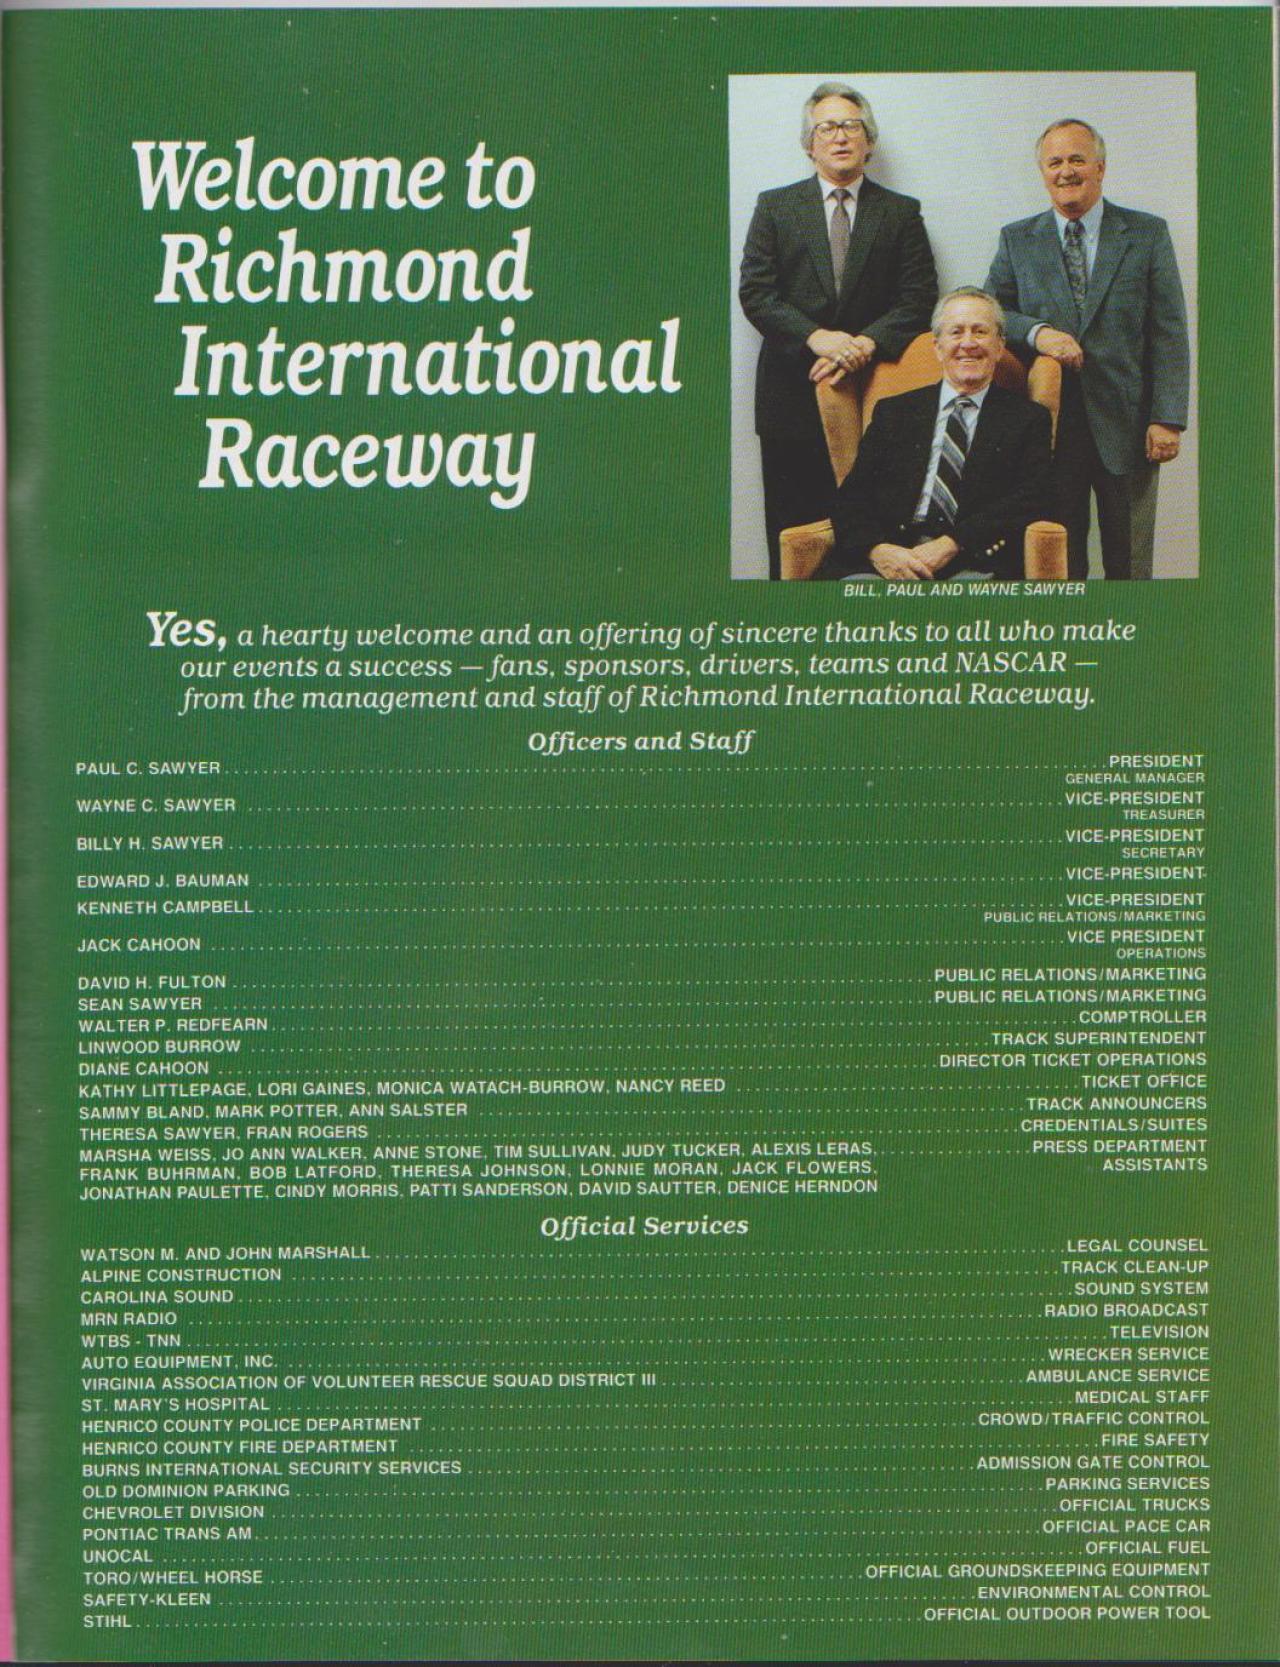 Welcome to
Richmond
International
Raceway
BILL, PAUL AND WAYNE SAWYER
Yes, a hearty welcome and an offering of sincere thanks to all who make
our events a success — fans, sponsors, drivers, teams and NASCAR —
from the management and staff of Richmond International Raceway.
Officers and Staff
PAUL C. SAWYER PRESIDENT
GENERAL MANAGER
WAYNE C. SAWYER VICE-PRESIDENT
TREASURER
BILLY H. SAWYER VICE-PRESIDENT
SECRETARY
EDWARD J. BAUMAN VICE-PRESIDENT
KENNETH CAMPBELL VICE-PRESIDENT
PUBLIC RELATIONS/MARKETING
JACK CAHOON VICE PRESIDENT
OPERATIONS
DAVID H. FULTON PUBLIC RELATIONS/MARKETING
SEAN SAWYER PUBLIC RELATIONS/MARKETING
WALTER P. REDFEARN COMPTROLLER
LINWOOD BURROW TRACK SUPERINTENDENT
DIANE CAHOON DIRECTOR TICKET OPERATIONS
KATHY LITTLEPAGE, LORI GAINES, MONICA WATACH-BURROW, NANCY REED TICKET OFFICE
SAMMY BLAND, MARK POTTER, ANN SALSTER TRACK ANNOUNCERS
THERESA SAWYER, FRAN ROGERS CREDENTIALS/SUITES
MARSHA WEISS, JO ANN WALKER, ANNE STONE, TIM SULLIVAN, JUDY TUCKER, ALEXIS LERAS, PRESS DEPARTMENT
FRANK BUHRMAN, BOB LATFORD, THERESA JOHNSON, LONNIE MORAN, JACK FLOWERS, ASSISTANTS
JONATHAN PAULETTE, CINDY MORRIS, PATTI SANDERSON, DAVID SAUTTER, DENICE HERNDON
Official Services
WATSON M. AND JOHN MARSHALL LEGAL COUNSEL
ALPINE CONSTRUCTION TRACK CLEAN-UP
CAROLINA SOUND SOUND SYSTEM
MRN RADIO RADIO BROADCAST
WTBS - TNN TELEVISION
AUTO EQUIPMENT, INC. WRECKER SERVICE
VIRGINIA ASSOCIATION OF VOLUNTEER RESCUE SQUAD DISTRICT III AMBULANCE SERVICE
ST. MARY'S HOSPITAL MEDICAL STAFF
HENRICO COUNTY POLICE DEPARTMENT CROWD/TRAFFIC CONTROL
HENRICO COUNTY FIRE DEPARTMENT FIRE SAFETY
BURNS INTERNATIONAL SECURITY SERVICES ADMISSION GATE CONTROL
OLD DOMINION PARKING PARKING SERVICES
CHEVROLET DIVISION OFFICIAL TRUCKS
PONTIAC TRANS AM OFFICIAL PACE CAR
UNOCAL OFFICIAL FUEL
TORO/WHEEL HORSE OFFICIAL GROUNDSKEEPING EQUIPMENT
SAFETY-KLEEN ENVIRONMENTAL CONTROL
STIHL OFFICIAL OUTDOOR POWER TOOL